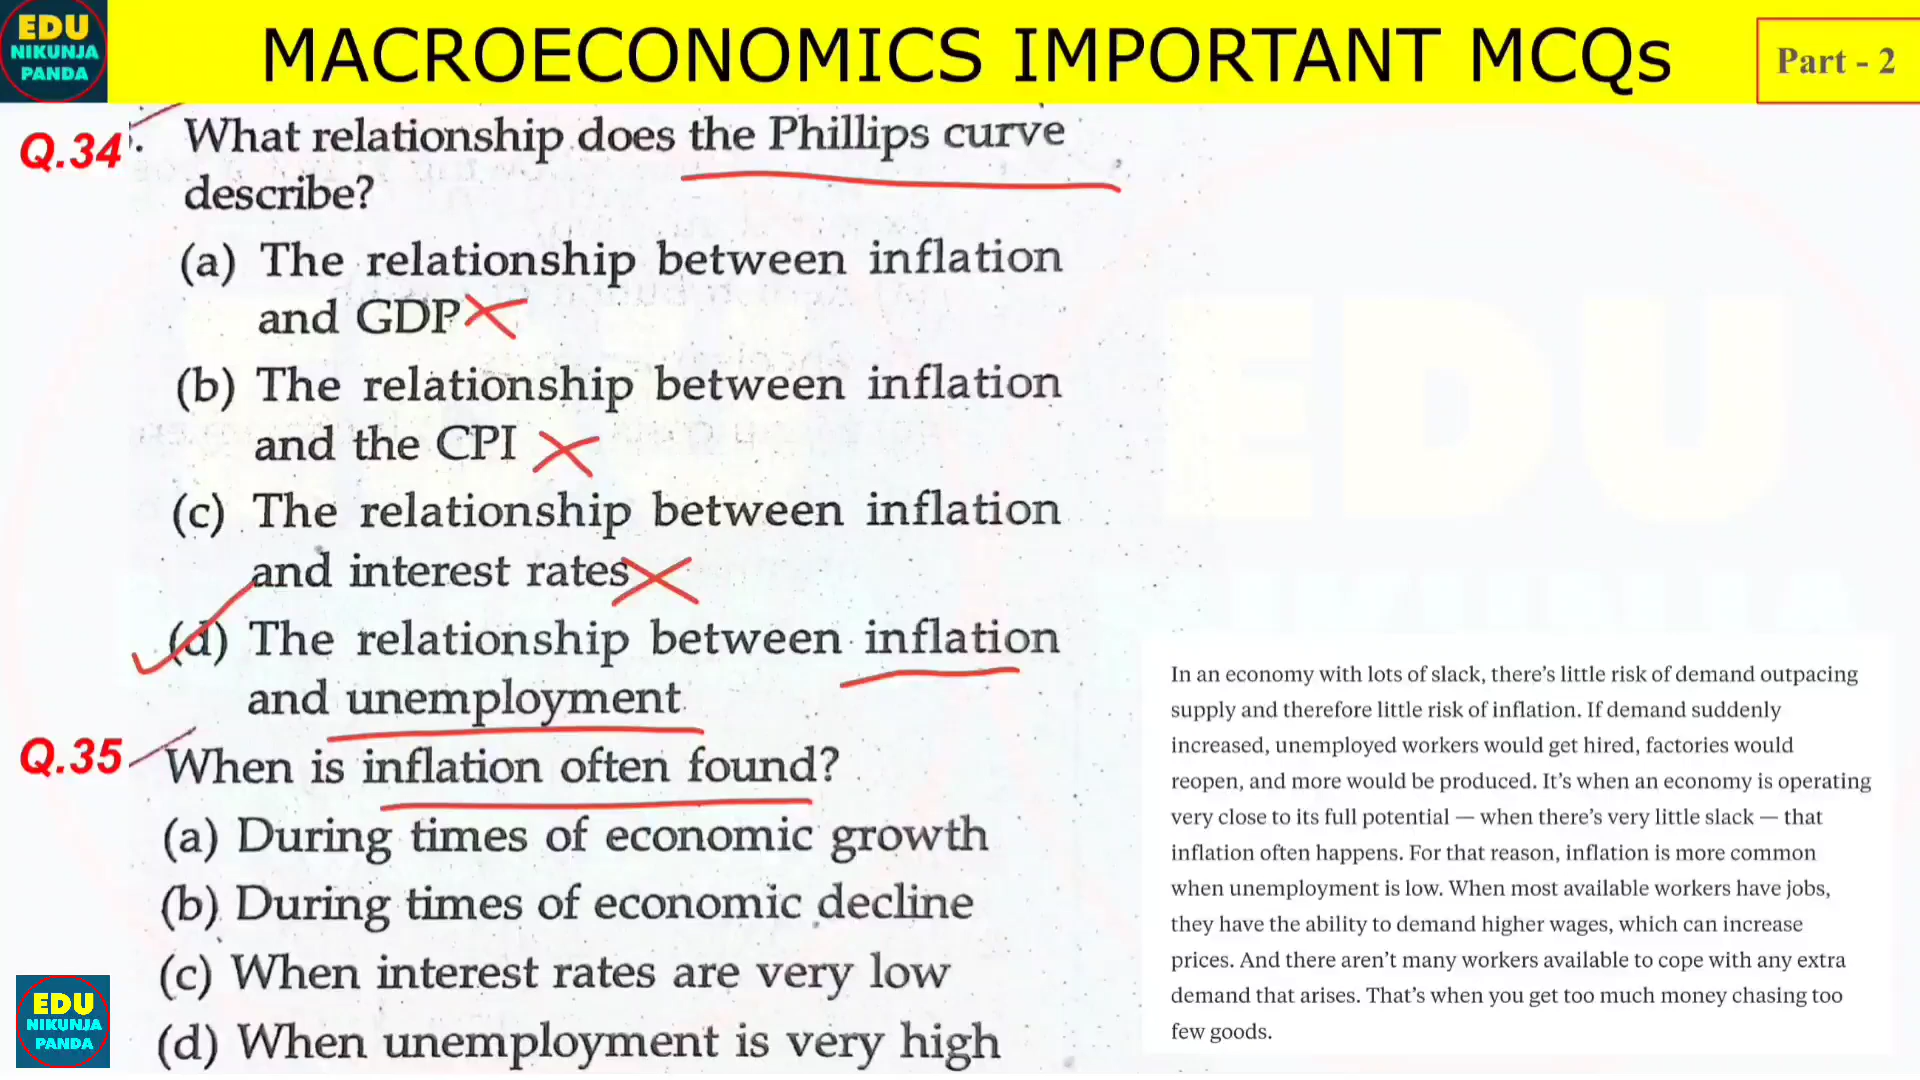 EDU
NIKUNJA
PANDA
MACROECONOMICS IMPORTANT MCQs
Part - 2
Q.34
What relationship does the Phillips curve
describe?
(a) The relationship between inflation
and GDP
(b) The relationship between inflation
and the CPI
(c) The relationship between inflation
and interest rates
(d) The relationship between inflation
and unemployment
Q.35
When is inflation often found?
(a) During times of economic growth
(b) During times of economic decline
(c) When interest rates are very low
(d) When unemployment is very high
In an economy with lots of slack, there's little risk of demand outpacing
supply and therefore little risk of inflation. If demand suddenly
increased, unemployed workers would get hired, factories would
reopen, and more would be produced. It's when an economy is operating
very close to its full potential — when there's very little slack — that
inflation often happens. For that reason, inflation is more common
when unemployment is low. When most available workers have jobs,
they have the ability to demand higher wages, which can increase
prices. And there aren't many workers available to cope with any extra
demand that arises. That's when you get too much money chasing too
few goods.
EDU
NIKUNJA
PANDA
EDU